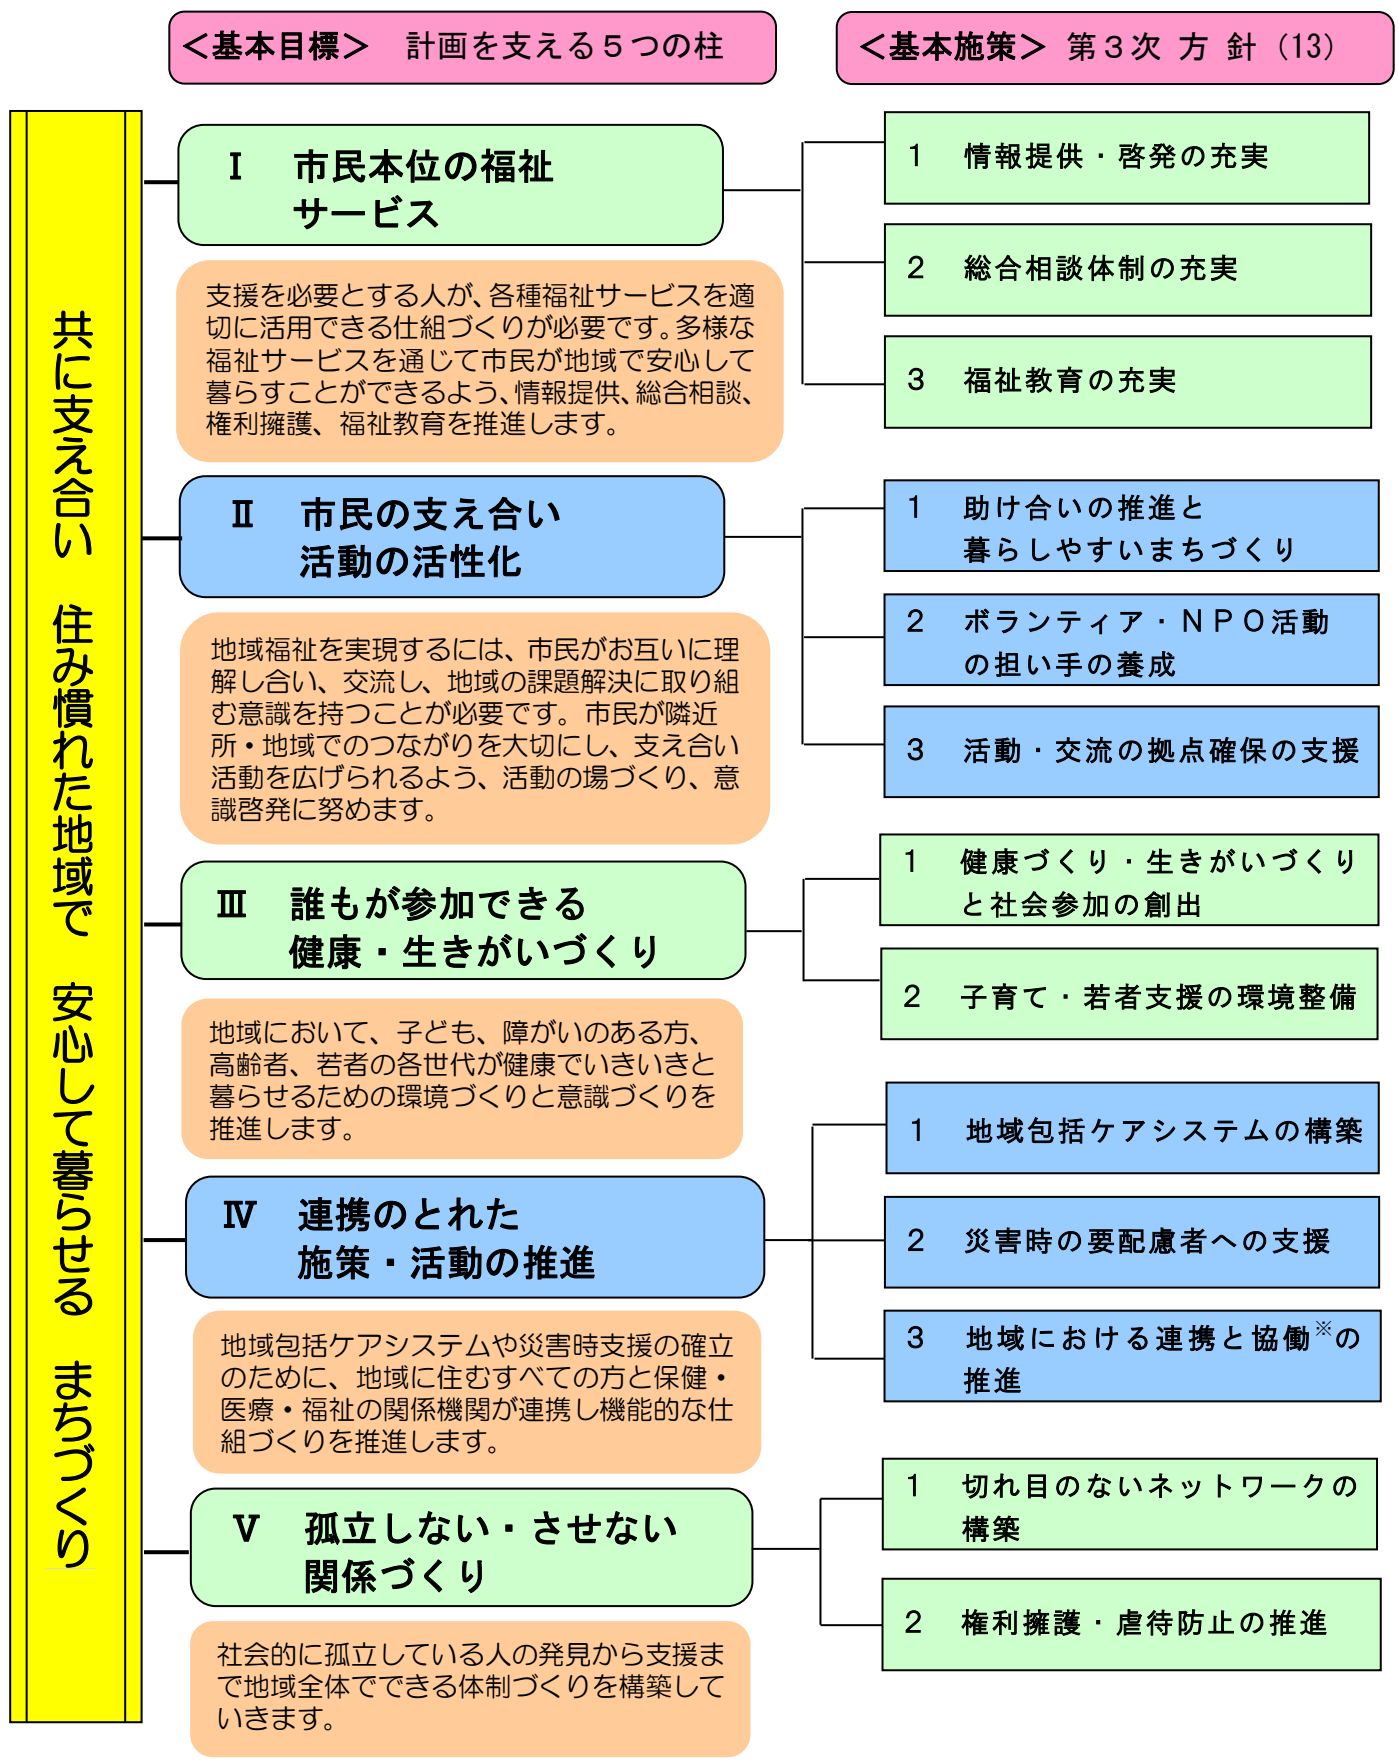 ＜基本目標＞　計画を支える５つの柱
＜基本施策＞ 第３次 方 針 (13)
共に支え合い　住み慣れた地域で　安心して暮らせる　まちづくり
Ⅰ　市民本位の福祉
サービス
支援を必要とする人が、各種福祉サービスを適
切に活用できる仕組づくりが必要です。多様な
福祉サービスを通じて市民が地域で安心して
暮らすことができるよう、情報提供、総合相談、
権利擁護、福祉教育を推進します。
1　情報提供・啓発の充実
2　総合相談体制の充実
3　福祉教育の充実
Ⅱ　市民の支え合い
活動の活性化
地域福祉を実現するには、市民がお互いに理
解し合い、交流し、地域の課題解決に取り組
む意識を持つことが必要です。市民が隣近
所・地域でのつながりを大切にし、支え合い
活動を広げられるよう、活動の場づくり、意
識啓発に努めます。
1　助け合いの推進と
暮らしやすいまちづくり
2　ボランティア・ＮＰＯ活動
の担い手の養成
3　活動・交流の拠点確保の支援
Ⅲ　誰もが参加できる
健康・生きがいづくり
地域において、子ども、障がいのある方、
高齢者、若者の各世代が健康でいきいきと
暮らせるための環境づくりと意識づくりを
推進します。
1　健康づくり・生きがいづくり
と社会参加の創出
2　子育て・若者支援の環境整備
Ⅳ　連携のとれた
施策・活動の推進
地域包括ケアシステムや災害時支援の確立
のために、地域に住むすべての方と保健・
医療・福祉の関係機関が連携し機能的な仕
組づくりを推進します。
1　地域包括ケアシステムの構築
2　災害時の要配慮者への支援
3　地域における連携と協働※の
推進
Ⅴ　孤立しない・させない
関係づくり
社会的に孤立している人の発見から支援ま
で地域全体でできる体制づくりを構築して
いきます。
1　切れ目のないネットワークの
構築
2　権利擁護・虐待防止の推進